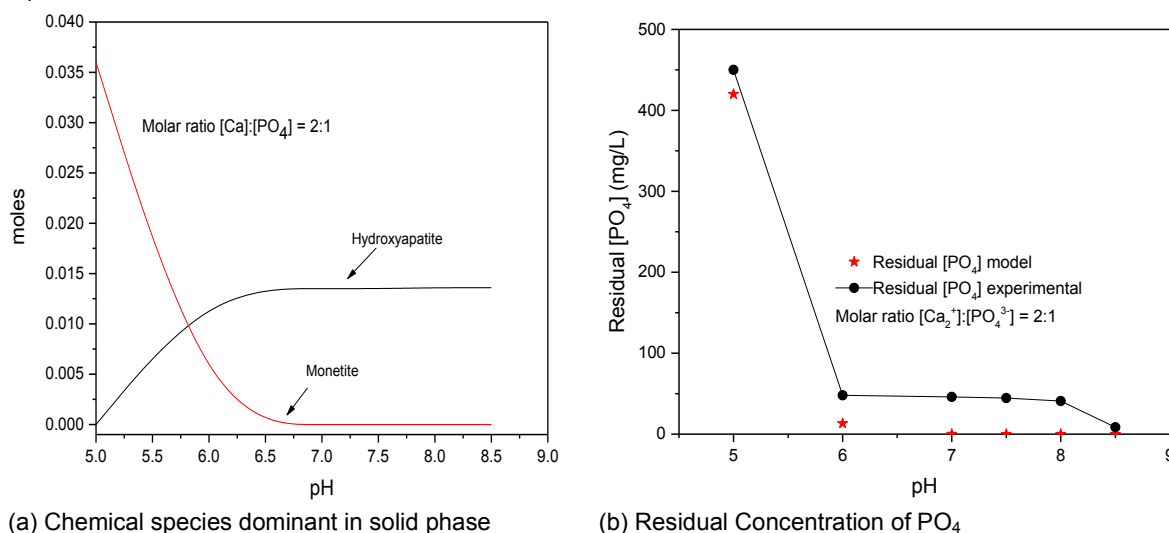 0.040
0.035
0.030
0.025
0.020
0.015
0.010
0.005
0.000
moles
Molar ratio [Ca]:[PO4] = 2:1
Hydroxyapatite
Monetite
5.0 5.5 6.0 6.5 7.0 7.5 8.0 8.5 9.0
pH
(a) Chemical species dominant in solid phase
500
400
300
200
100
0
Residual [PO4] (mg/L)
Residual [PO4] model
Residual [PO4] experimental
Molar ratio [Ca2+]:[PO43-] = 2:1
5 6 7 8 9
pH
(b) Residual Concentration of PO4